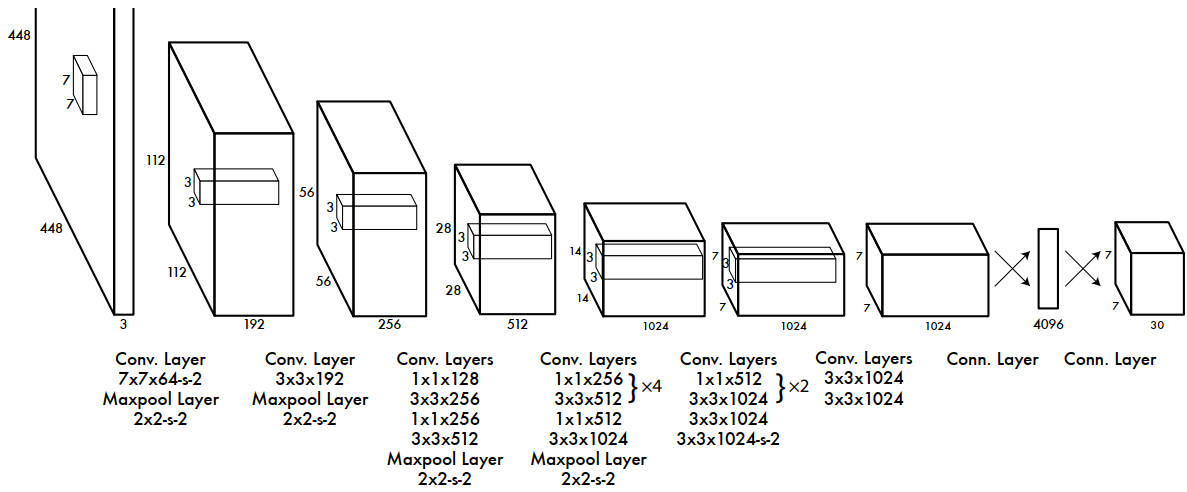 448
7
7
448
3
112
3
3
112
192
56
3
3
56
256
28
3
3
28
512
14
3
3
14
1024
7
3
3
7
1024
7
7
1024
4096
7
7
30
Conv. Layer
7x7x64-s-2
Maxpool Layer
2x2-s-2
Conv. Layer
3x3x192
Maxpool Layer
2x2-s-2
Conv. Layers
1x1x128
3x3x256
1x1x256
3x3x512
Maxpool Layer
2x2-s-2
Conv. Layers
1x1x256
3x3x512
}×4
1x1x512
3x3x1024
Maxpool Layer
2x2-s-2
Conv. Layers
1x1x512
3x3x1024
}×2
3x3x1024
3x3x1024-s-2
Conv. Layers
3x3x1024
3x3x1024
Conn. Layer
Conn. Layer